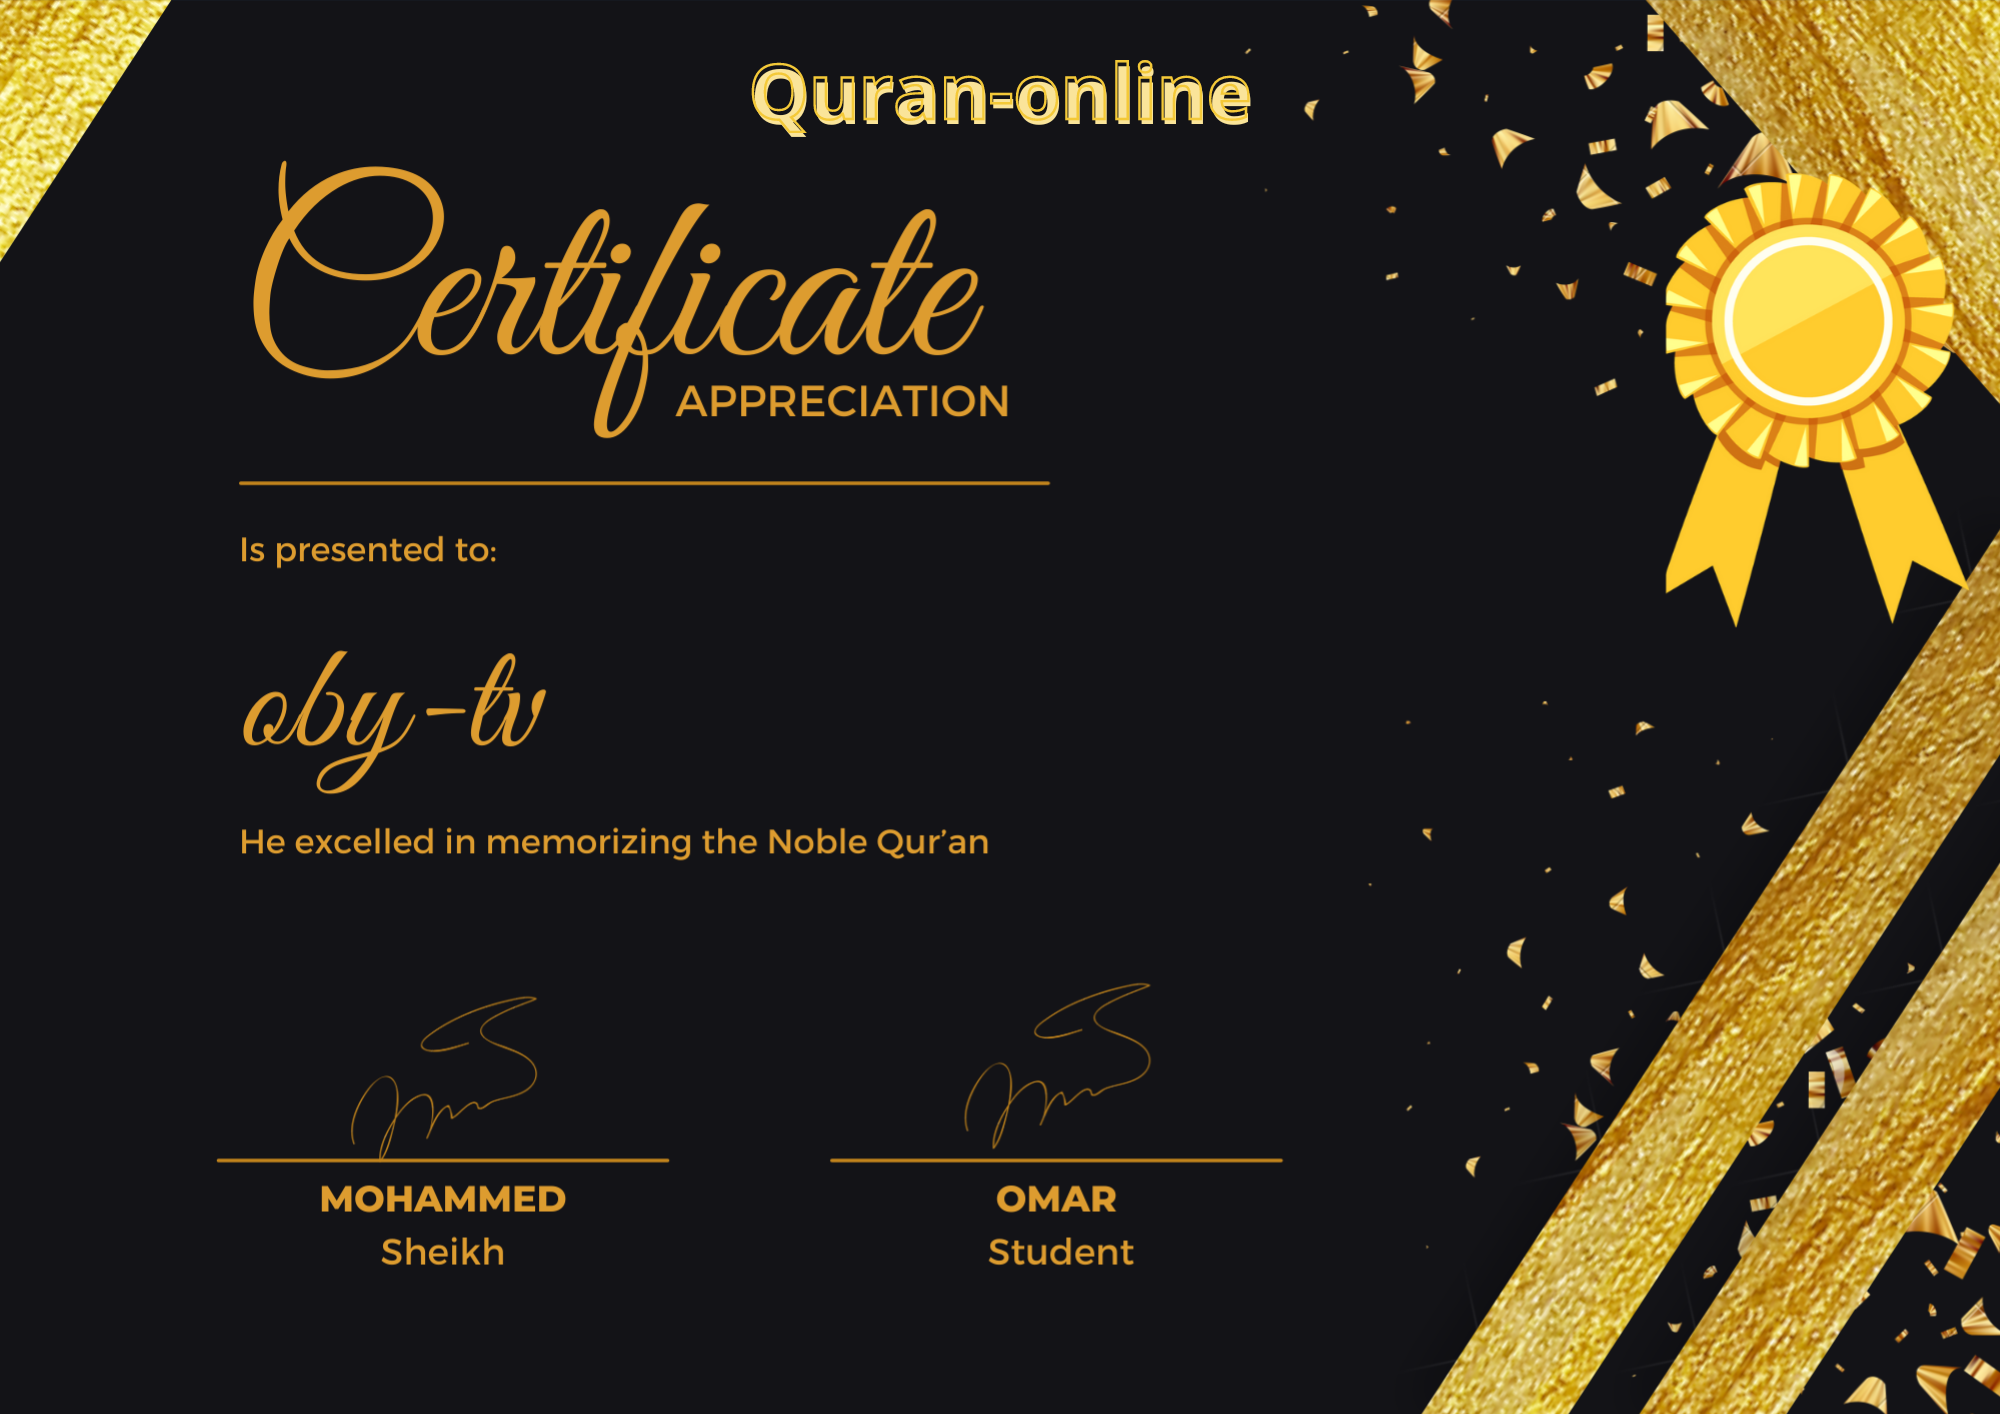 Quran-online
Certificate
APPRECIATION
Is presented to:
oby-tv
He excelled in memorizing the Noble Qur’an
MOHAMMED
Sheikh
OMAR
Student